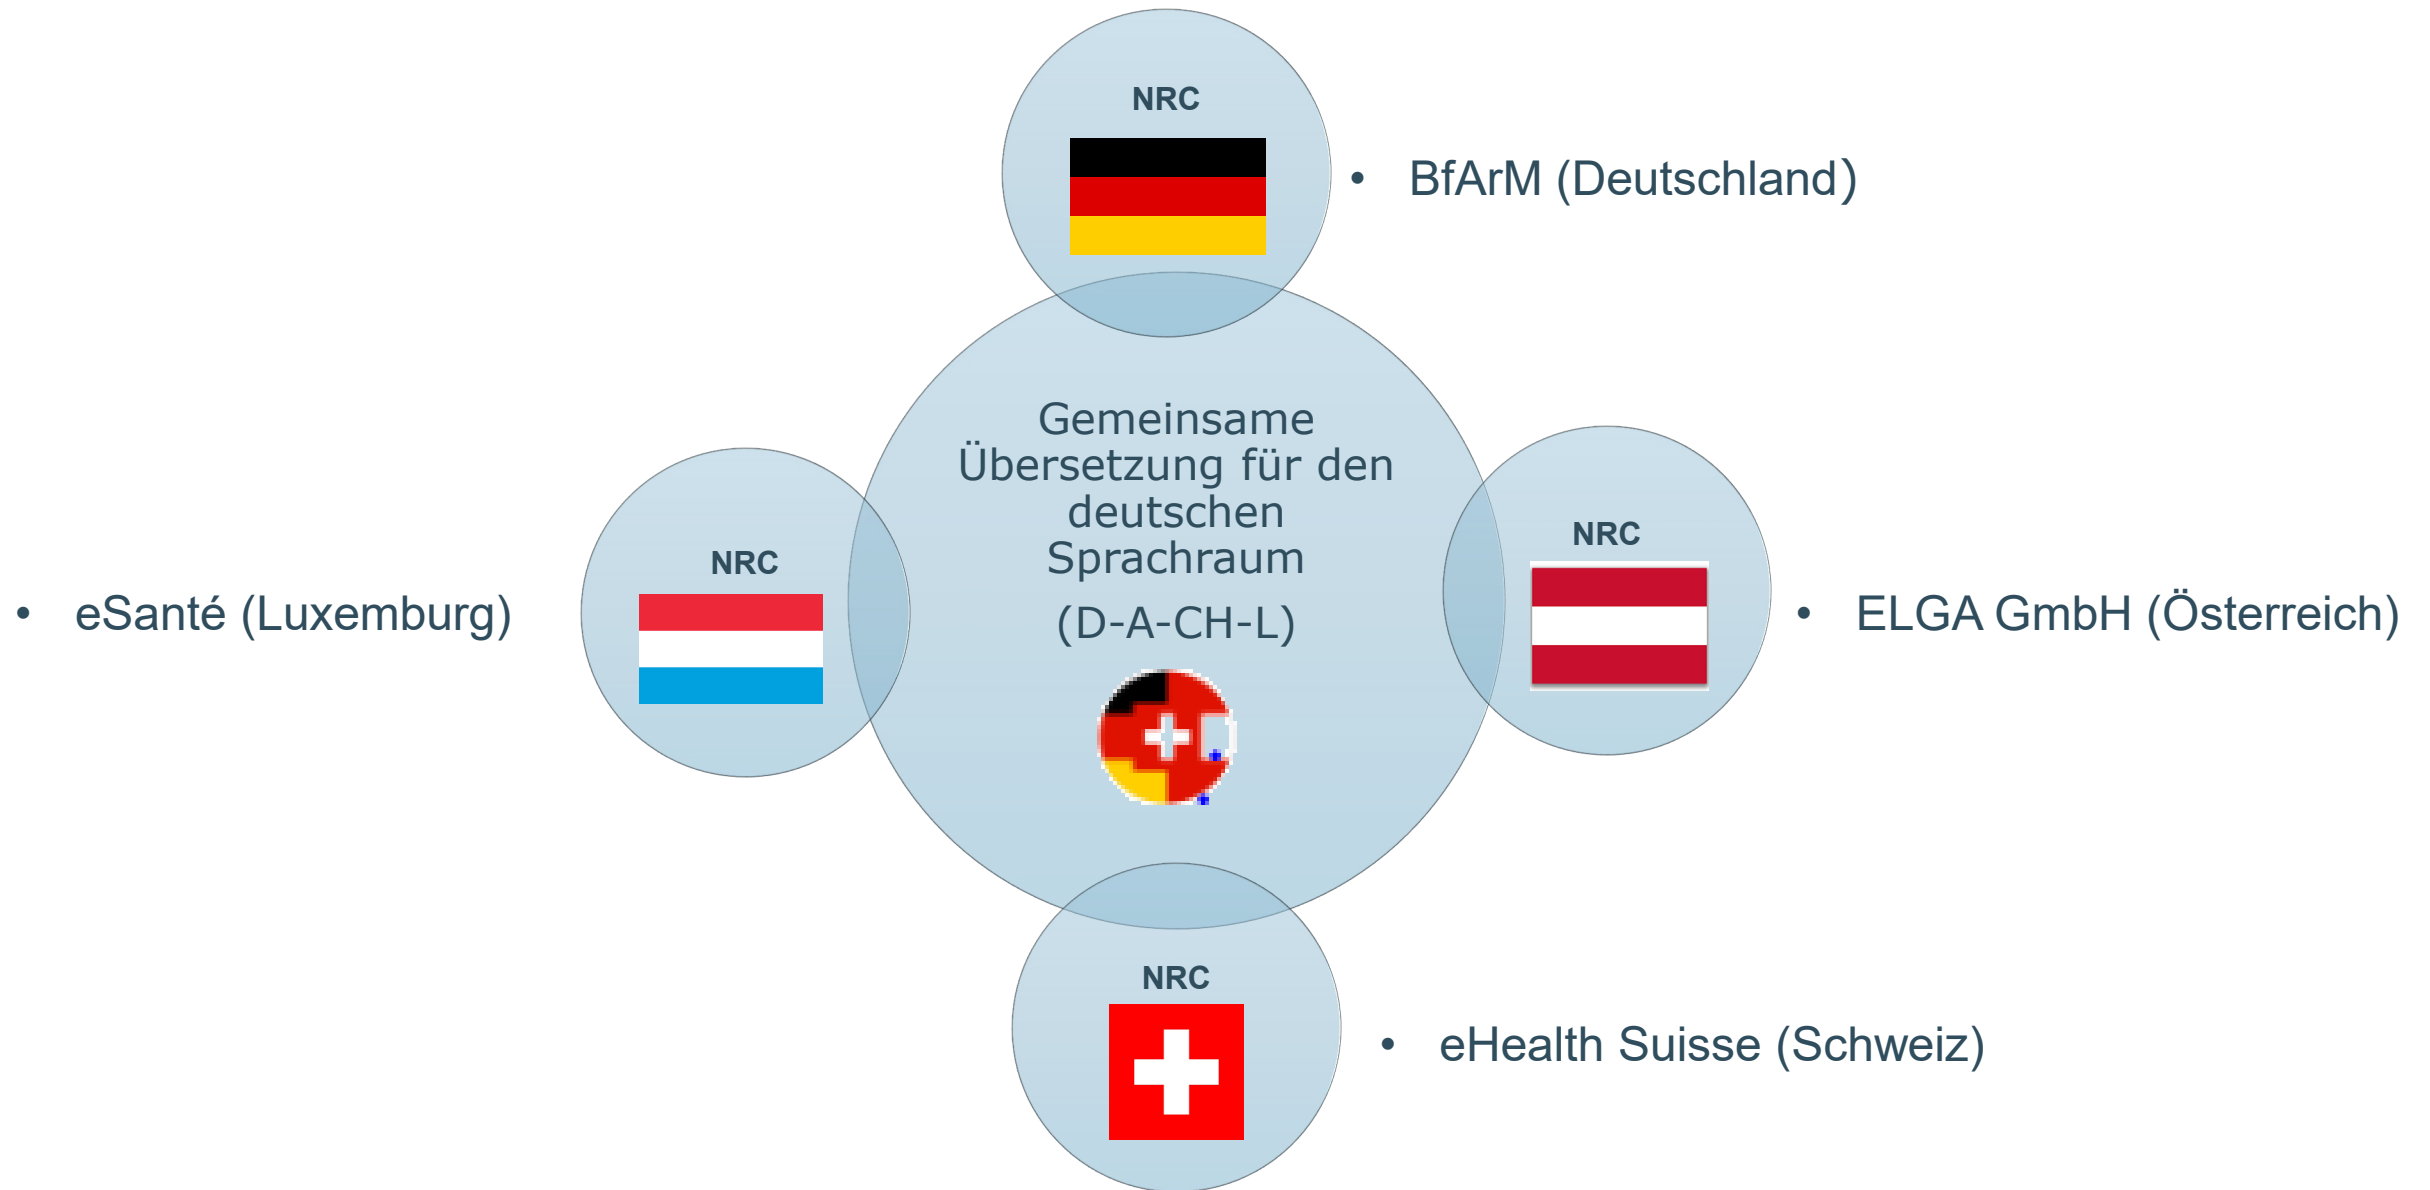 NRC
• BfArM (Deutschland)
Gemeinsame
Übersetzung für den
deutschen
Sprachraum
(D-A-CH-L)
NRC
• eSanté (Luxemburg)
NRC
• ELGA GmbH (Österreich)
NRC
• eHealth Suisse (Schweiz)